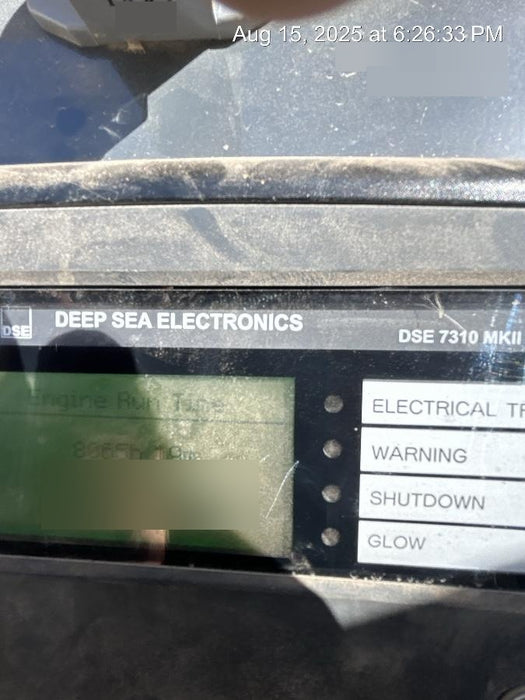 Aug 15, 2025 at 6:26:33 PM
DSE
DEEP SEA ELECTRONICS
DSE 7310 MKII
Engine Run Time
ELECTRICAL TR
WARNING
SHUTDOWN
GLOW